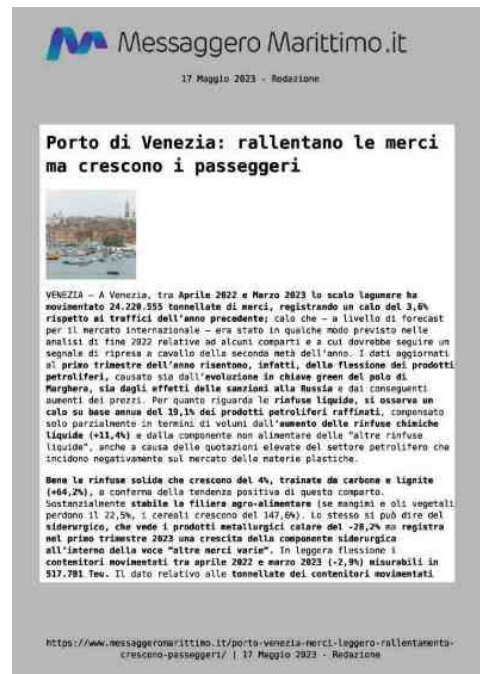 Messaggero Marittimo.it
17 Maggio 2023 - Redazione
Porto di Venezia: rallentano le merci
ma crescono i passeggeri
VENEZIA – A Venezia, tra Aprile 2022 e Marzo 2023 lo scalo lagunare ha
movimentato 24.220.555 tonnellate di merci, registrando un calo del 3,6%
rispetto ai traffici dell'anno precedente; calo che – a livello di forecast
per il mercato internazionale – era stato in qualche modo previsto nelle
analisi di fine 2022 relative ad alcuni comparti e a cui dovrebbe seguire un
segnale di ripresa a cavallo della seconda metà dell'anno. I dati aggiornati
al primo trimestre dell'anno risentono, infatti, della flessione dei prodotti
petroliferi, causato sia dall'evoluzione in chiave green del polo di
Marghera, sia dagli effetti delle sanzioni alla Russia e dai conseguenti
aumenti dei prezzi. Per quanto riguarda le rinfuse liquide, si osserva un
calo su base annua del 19,1% dei prodotti petroliferi raffinati, compensato
solo parzialmente in termini di volumi dall'aumento delle rinfuse chimiche
liquide (+11,4%) e dalla componente non alimentare delle "altre rinfuse
liquide", anche a causa delle quotazioni elevate del settore petrolifero che
incidono negativamente sul mercato delle materie plastiche.
Bene le rinfuse solide che crescono del 4%, trainate da carbone e lignite
(+64,2%), a conferma della tendenza positiva di questo comparto.
Sostanzialmente stabile la filiera agro-alimentare (se mangimi e oli vegetali
perdono il 22,5%, i cereali crescono del 147,6%). Lo stesso si può dire del
siderurgico, che vede i prodotti metallurgici calare del -28,2% ma registra
nel primo trimestre 2023 una crescita della componente siderurgica
all'interno della voce "altre merci varie". In leggera flessione i
contenitori movimentati tra aprile 2022 e marzo 2023 (-2,9%) misurabili in
517.781 Teu. Il dato relativo alle tonnellate dei contenitori movimentati
https://www.messaggeromarittimo.it/porto-venezia-merci-leggero-rallentamento-
crescono-passeggeri/ | 17 Maggio 2023 - Redazione